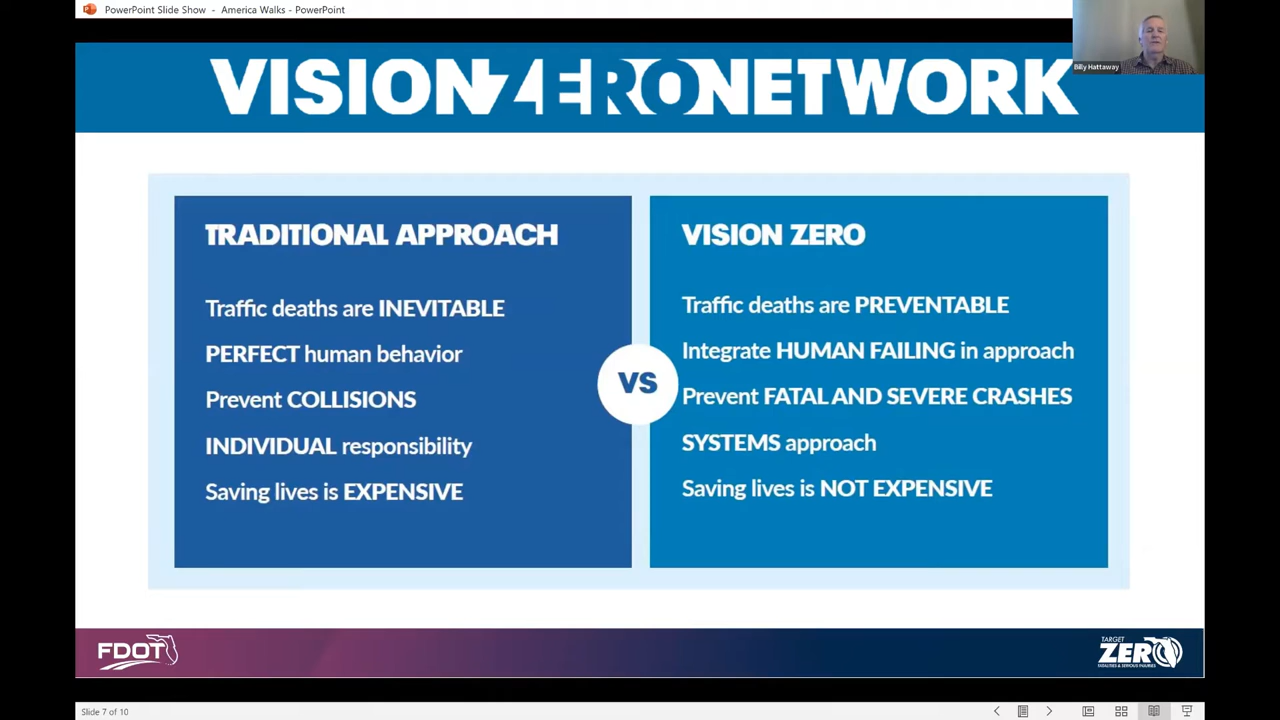 PowerPoint Slide Show - America Walks - PowerPoint
Billy Hattaway
VISION ZERO NETWORK
TRADITIONAL APPROACH
Traffic deaths are INEVITABLE
PERFECT human behavior
Prevent COLLISIONS
INDIVIDUAL responsibility
Saving lives is EXPENSIVE
VS
VISION ZERO
Traffic deaths are PREVENTABLE
Integrate HUMAN FAILING in approach
Prevent FATAL AND SEVERE CRASHES
SYSTEMS approach
Saving lives is NOT EXPENSIVE
FDOT
TARGET
ZERO
FATALITIES & SERIOUS INJURIES
Slide 7 of 10